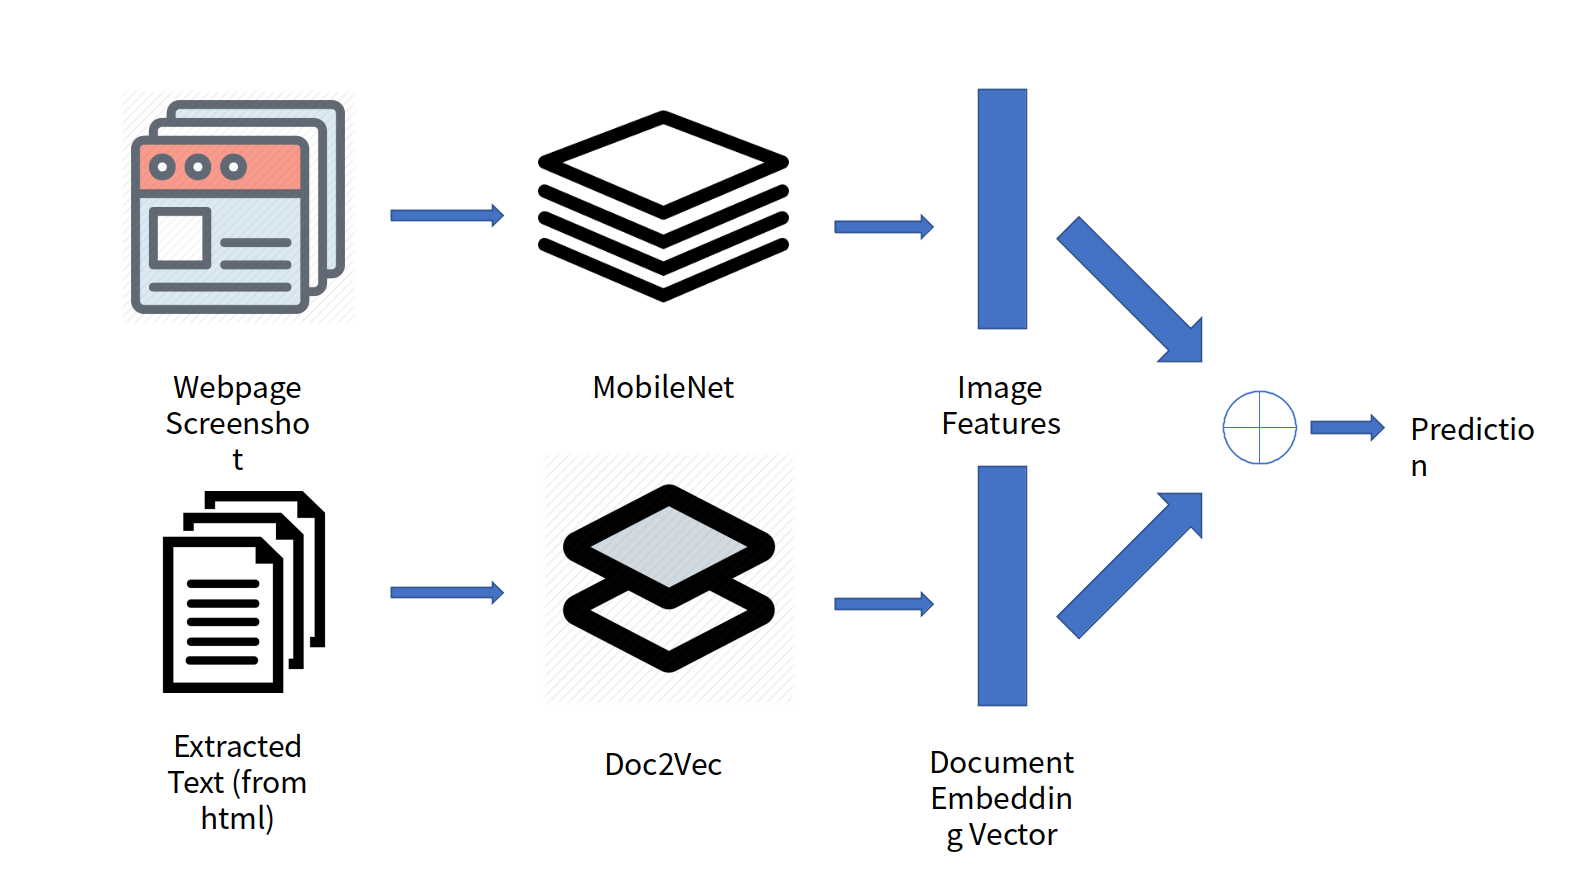 Webpage
Screensho
t
MobileNet
Image
Features
Predictio
n
Extracted
Text (from
html)
Doc2Vec
Document
Embeddin
g Vector